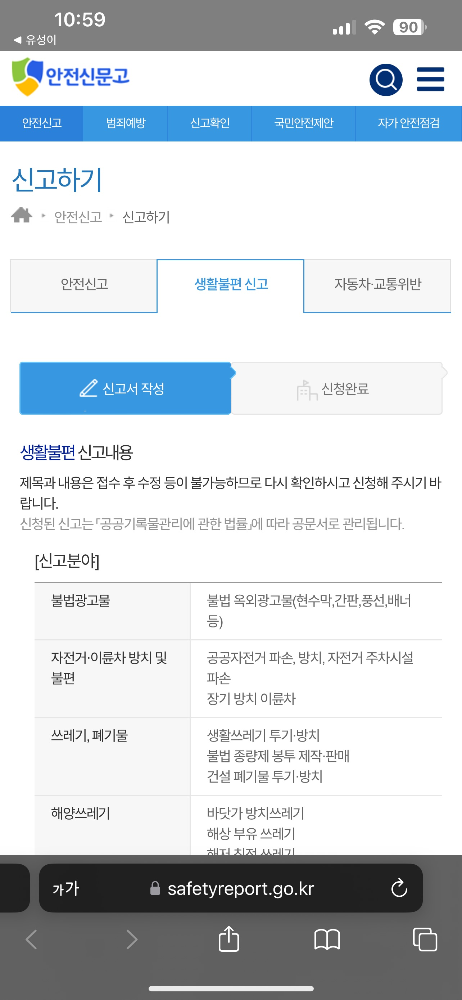 10:59
90
◀ 유성이
안전신문고
안전신고 범죄예방 신고확인 국민안전제안 자가 안전점검
신고하기
안전신고 신고하기
안전신고 생활불편 신고 자동차·교통위반
신고서 작성 신청완료
생활불편 신고내용
제목과 내용은 접수 후 수정 등이 불가능하므로 다시 확인하시고 신청해 주시기 바
랍니다.
신청된 신고는 「공공기록물관리에 관한 법률」에 따라 공문서로 관리됩니다.
[신고분야]
불법광고물
불법 옥외광고물(현수막,간판,풍선,배너
등)
자전거·이륜차 방치 및
불편
공공자전거 파손, 방치, 자전거 주차시설
파손
장기 방치 이륜차
쓰레기, 폐기물
생활쓰레기 투기·방치
불법 종량제 봉투 제작·판매
건설 폐기물 투기·방치
해양쓰레기
바닷가 방치쓰레기
해상 부유 쓰레기
해저 침적 쓰레기
가가 safetyreport.go.kr